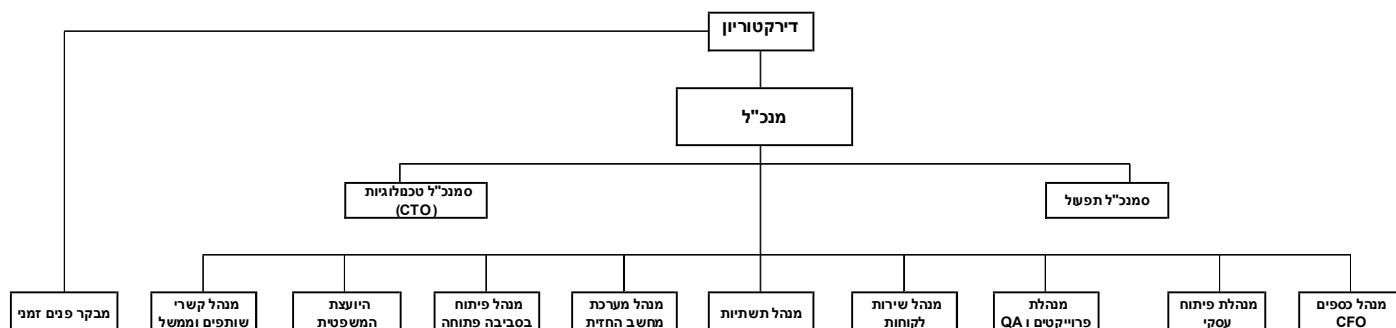 דירקטוריון
מנכ"ל
סמנכ"ל תפעול
סמנכ"ל טכנולוגיות
(CTO)
מנהל כספים
CFO
מנהלת פיתוח
עסקי
מנהלת
פרוייקטים ו QA
מנהל שירות
לקוחות
מנהל תשתיות
מנהל מערכת
מחשב החזית
מנהל פיתוח
בסביבה פתוחה
היועצת
המשפטית
מנהל קשרי
שותפים וממשל
מבקר פנים זמני